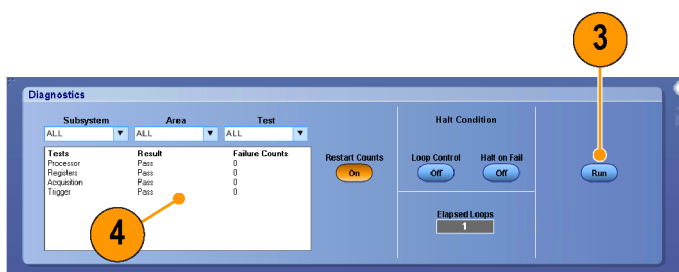 3
Diagnostics
Subsystem Area Test Halt Condition
ALL ALL ALL
Tests Result Failure Counts Restart Counts Loop Control Halt on Fail
Processor Pass 0
Registers Pass 0 On Off Off Run
Acquisition Pass 0
Trigger Pass 0
4
Elapsed Loops
1